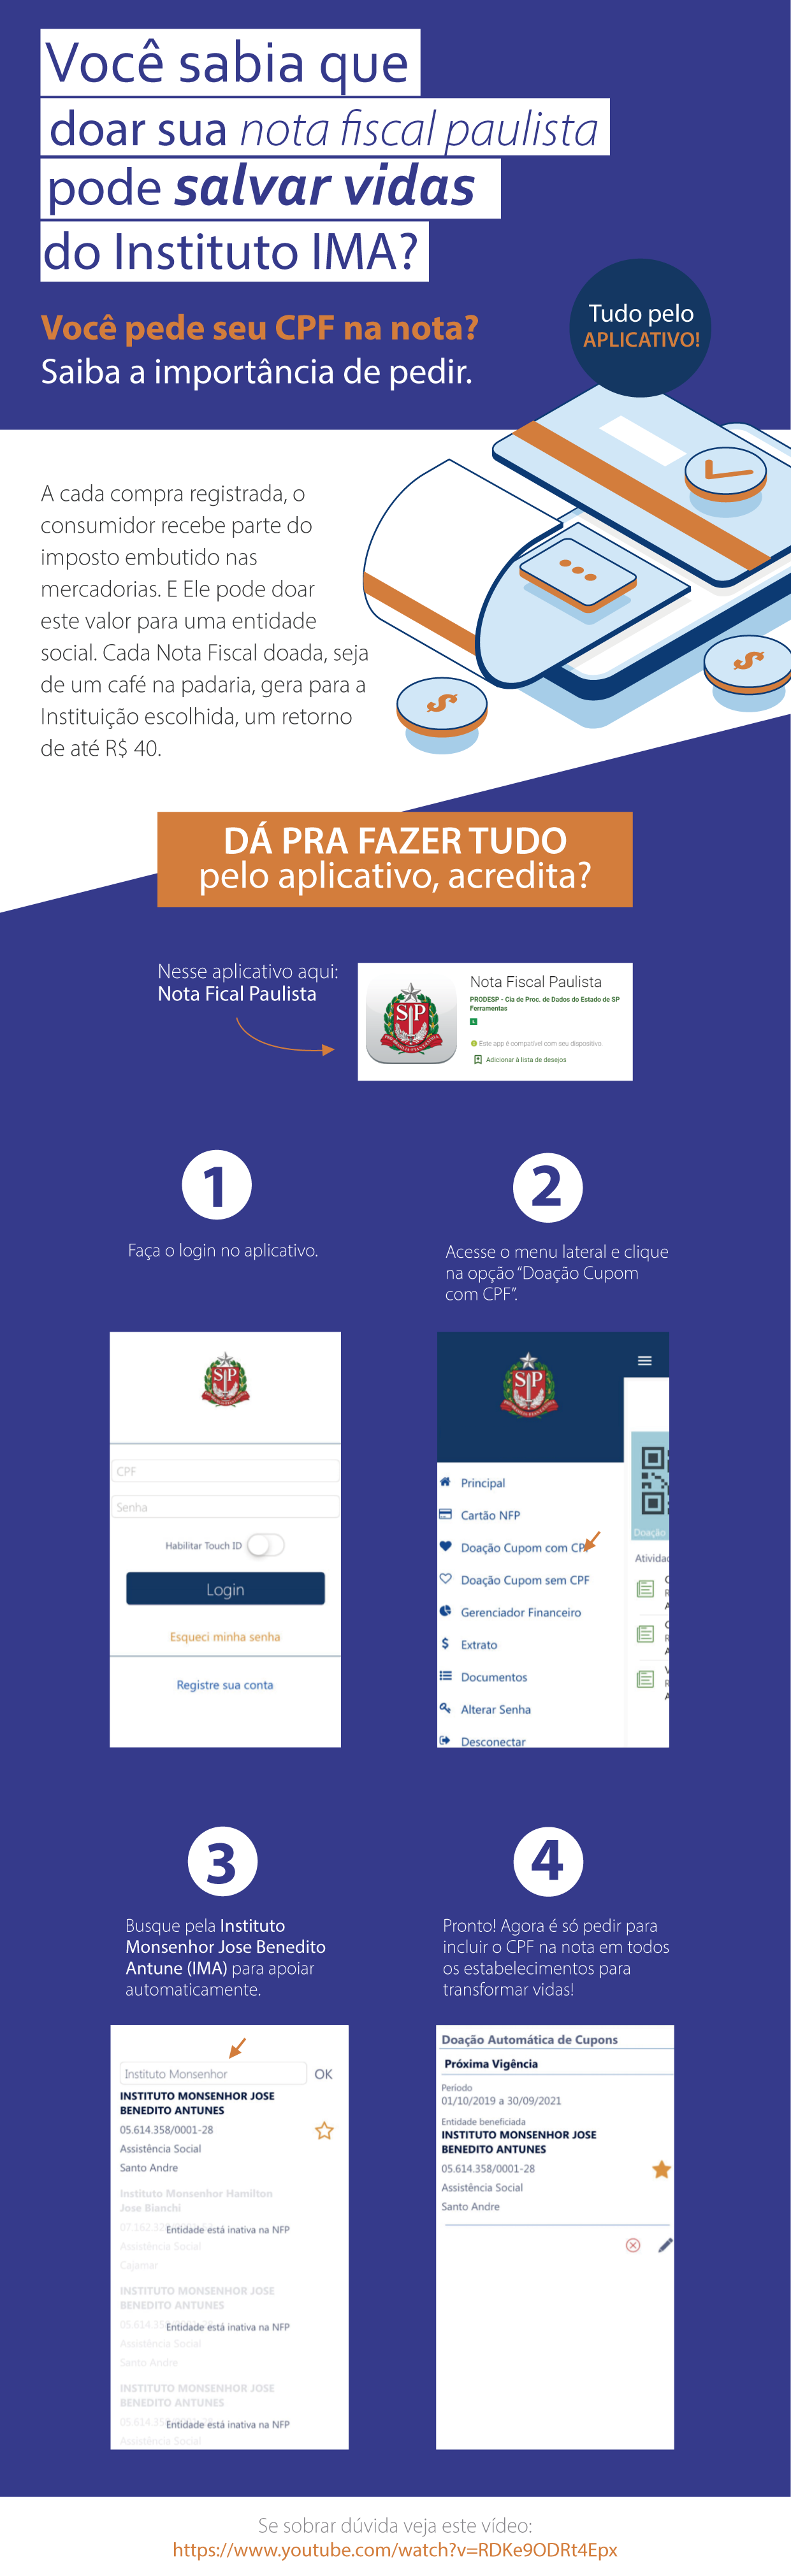 Você sabia que
doar sua nota fiscal paulista
pode salvar vidas
do Instituto IMA?
Você pede seu CPF na nota?
Saiba a importância de pedir.
Tudo pelo
APLICATIVO!
A cada compra registrada, o
consumidor recebe parte do
imposto embutido nas
mercadorias. E Ele pode doar
este valor para uma entidade
social. Cada Nota Fiscal doada, seja
de um café na padaria, gera para a
Instituição escolhida, um retorno
de até R$ 40.
DÁ PRA FAZER TUDO
pelo aplicativo, acredita?
Nesse aplicativo aqui:
Nota Fical Paulista
Nota Fiscal Paulista
PRODESP - Cia de Proc. de Dados do Estado de SP
Ferramentas
L
Este app é compatível com seu dispositivo.
Adicionar à lista de desejos
1
Faça o login no aplicativo.
2
Acesse o menu lateral e clique
na opção “Doação Cupom
com CPF”.
CPF
Senha
Habilitar Touch ID
Login
Esqueci minha senha
Registre sua conta
Principal
Cartão NFP
Doação Cupom com CP
Doação Cupom sem CPF
Gerenciador Financeiro
Extrato
Documentos
Alterar Senha
Desconectar
Doação
Atividad
3
Busque pela Instituto
Monsenhor Jose Benedito
Antune (IMA) para apoiar
automaticamente.
4
Pronto! Agora é só pedir para
incluir o CPF na nota em todos
os estabelecimentos para
transformar vidas!
Instituto Monsenhor OK
INSTITUTO MONSENHOR JOSE
BENEDITO ANTUNES
05.614.358/0001-28
Assistência Social
Santo Andre
Instituto Monsenhor Hamilton
Jose Bianchi
Entidade está inativa na NFP
Assistência Social
Cajamar
INSTITUTO MONSENHOR JOSE
BENEDITO ANTUNES
Entidade está inativa na NFP
Assistência Social
Santo Andre
INSTITUTO MONSENHOR JOSE
BENEDITO ANTUNES
Entidade está inativa na NFP
Assistência Social
Doação Automática de Cupons
Próxima Vigência
Período
01/10/2019 a 30/09/2021
Entidade beneficiada
INSTITUTO MONSENHOR JOSE
BENEDITO ANTUNES
05.614.358/0001-28
Assistência Social
Santo Andre
Se sobrar dúvida veja este vídeo:
https://www.youtube.com/watch?v=RDKe9ODRt4Epx